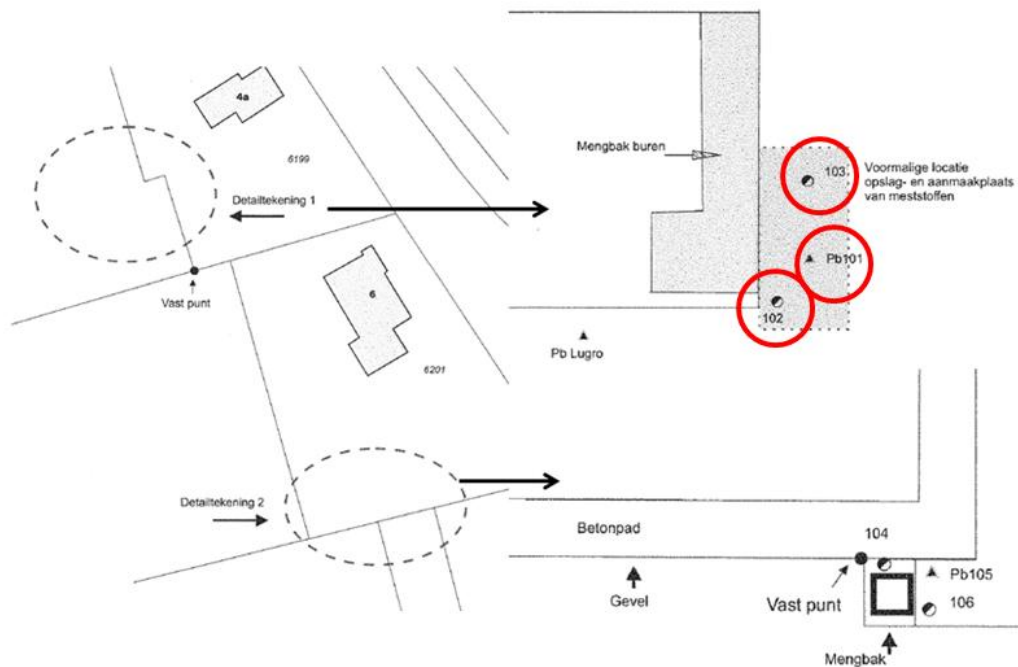 4a
6199
Detailtekening 1
Vast punt
6
6201
Detailtekening 2
Mengbak buren
103
Voormalige locatie
opslag- en aanmaakplaats
van meststoffen
Pb101
102
Pb Lugro
Betonpad
104
Vast punt
Pb105
106
Gevel
Mengbak